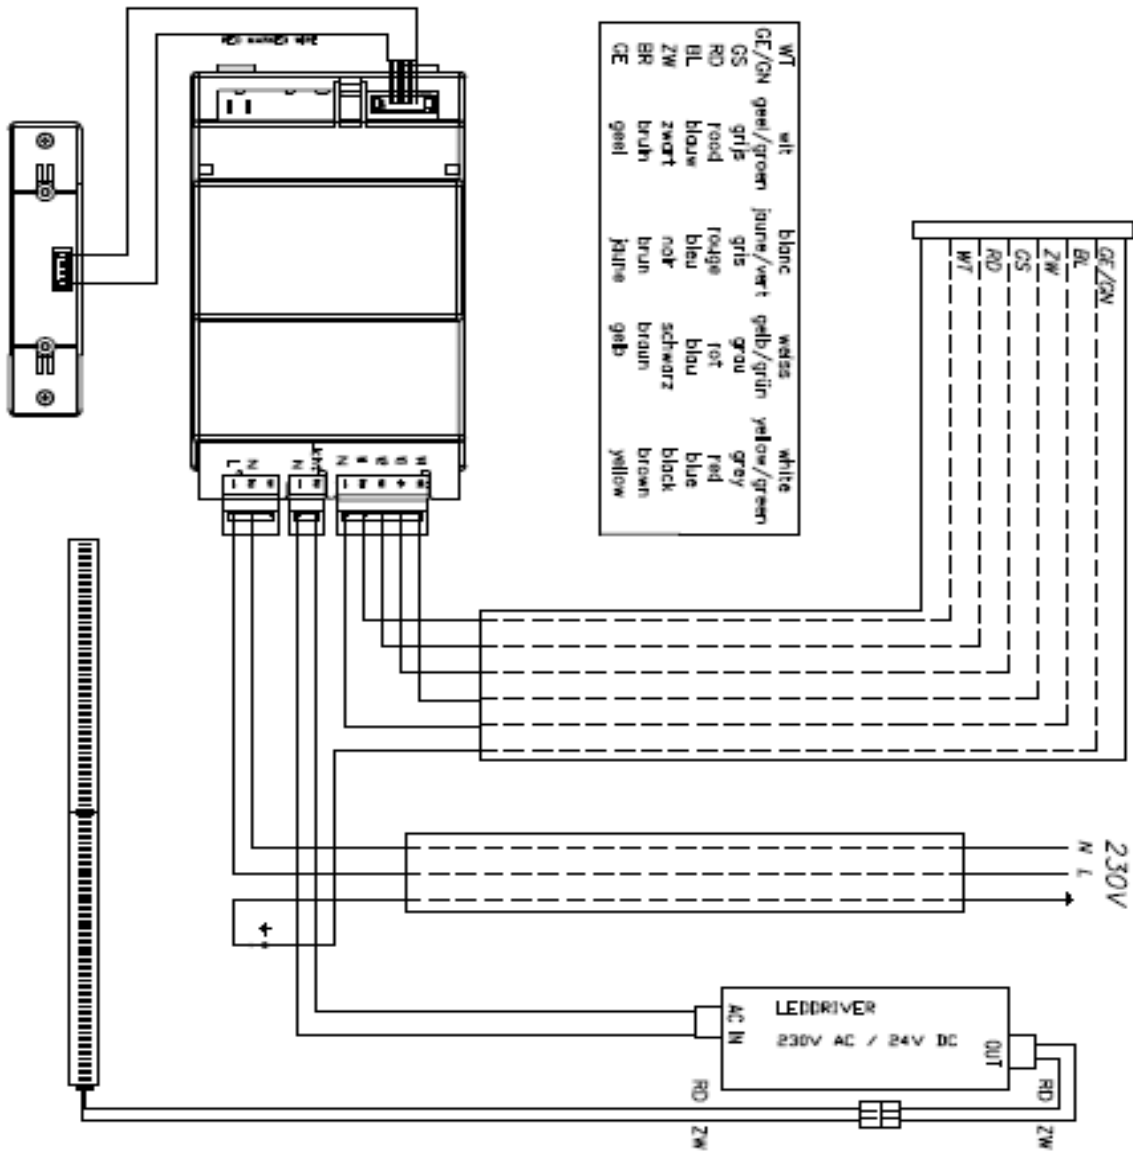 WT wit blanc weiss white
GE/GN geel/groen jaune/vert gelb/grün yellow/green
GS grijs gris grau grey
RD rood rouge rot red
BL blauw bleu blau blue
ZW zwart noir schwarz black
BR bruin brun braun brown
GE geel jaune gelb yellow
GE/GN
BL
ZW
GS
RD
WT
L
N
N
N
230V
N
L
LEDDRIVER
230V AC / 24V DC
AC IN
OUT
RD
ZW
RD
ZW